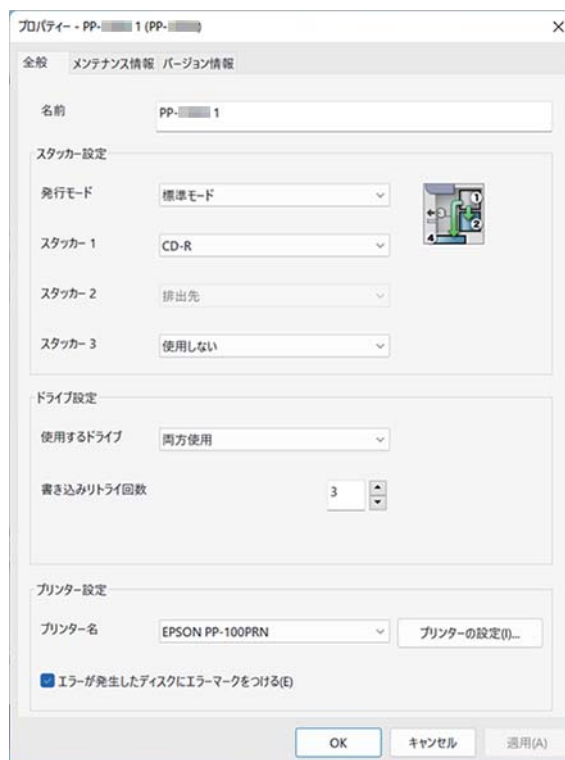 プロパティー - PP- 1 (PP- )
全般 メンテナンス情報 バージョン情報
名前 PP- 1
スタッカー設定
発行モード 標準モード
スタッカー 1 CD-R
スタッカー 2 排出先
スタッカー 3 使用しない
1
3
2
4
ドライブ設定
使用するドライブ 両方使用
書き込みリトライ回数 3
プリンター設定
プリンター名 EPSON PP-100PRN プリンターの設定(I)...
エラーが発生したディスクにエラーマークをつける(E)
OK キャンセル 適用(A)